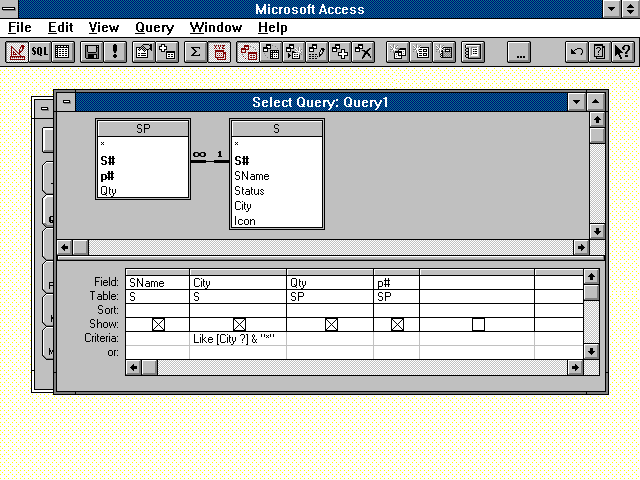 Microsoft Access
File Edit View Query Window Help
SQL Σ XYZ ...
Select Query: Query1
SP
*
S#
p#
Qty
∞ 1
S
*
S#
SName
Status
City
Icon
Field: SName City Qty p#
Table: S S SP SP
Sort:
Show:
Criteria: Like [City ?] & "*"
or: